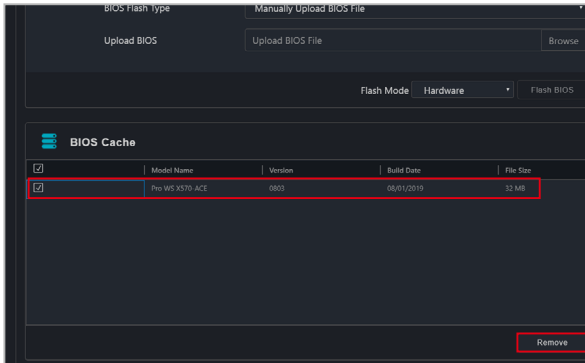 BIOS Flash Type Manually Upload BIOS File
Upload BIOS Upload BIOS File Browse
Flash Mode Hardware Flash BIOS
BIOS Cache
Model Name Version Build Date File Size
Pro WS X570-ACE 0803 08/01/2019 32 MB
Remove